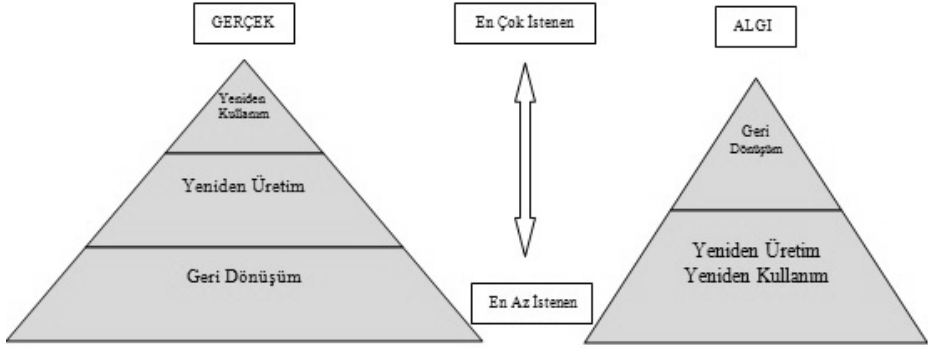 GERÇEK
En Çok İstenen
ALGI
Yeniden
Kullanım
Yeniden Üretim
Geri Dönüşüm
Geri
Dönüşüm
Yeniden Üretim
Yeniden Kullanım
En Az İstenen